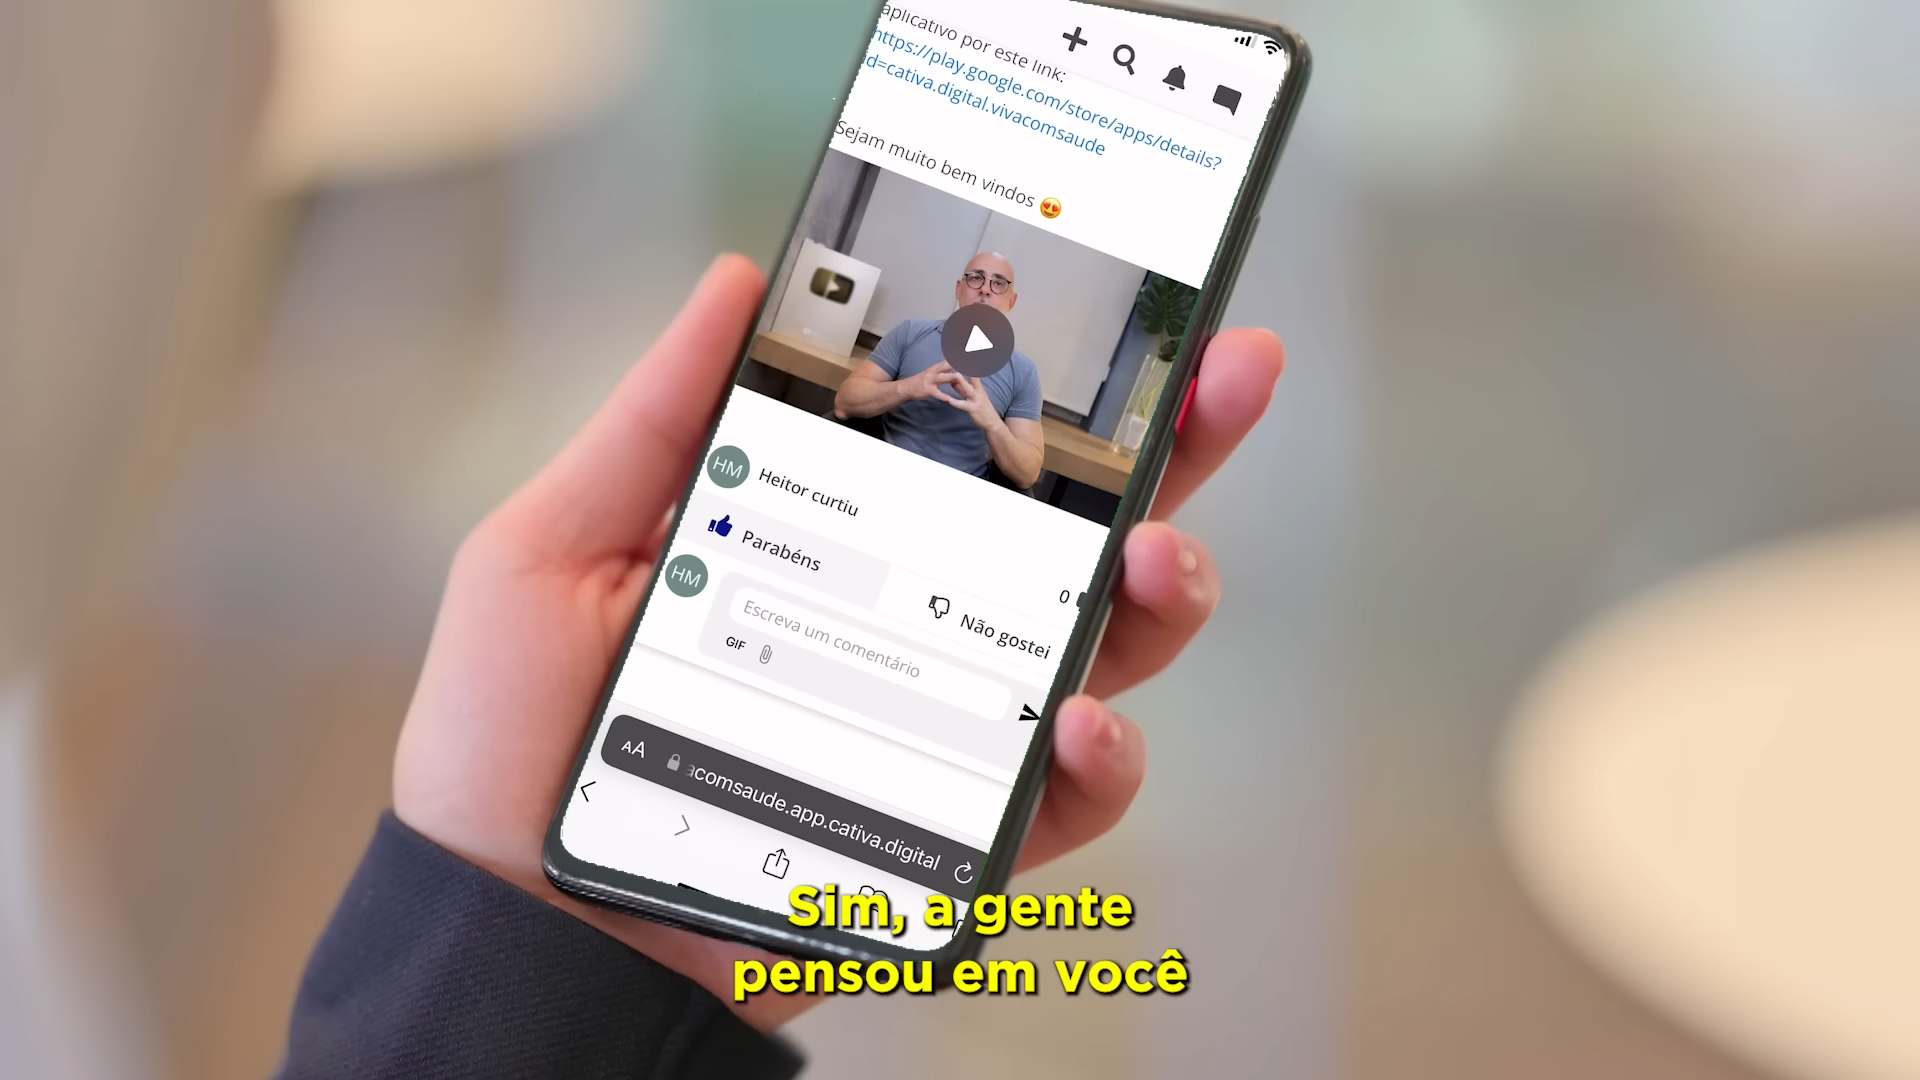 aplicativo por este link:
https://play.google.com/store/apps/details?
id=cativa.digital.vivacomsaude
Sejam muito bem vindos 😍
HM
Heitor curtiu
Parabéns
0
Não gostei
HM
Escreva um comentário
GIF
AA
acomsaude.app.cativa.digital
Sim, a gente
pensou em você